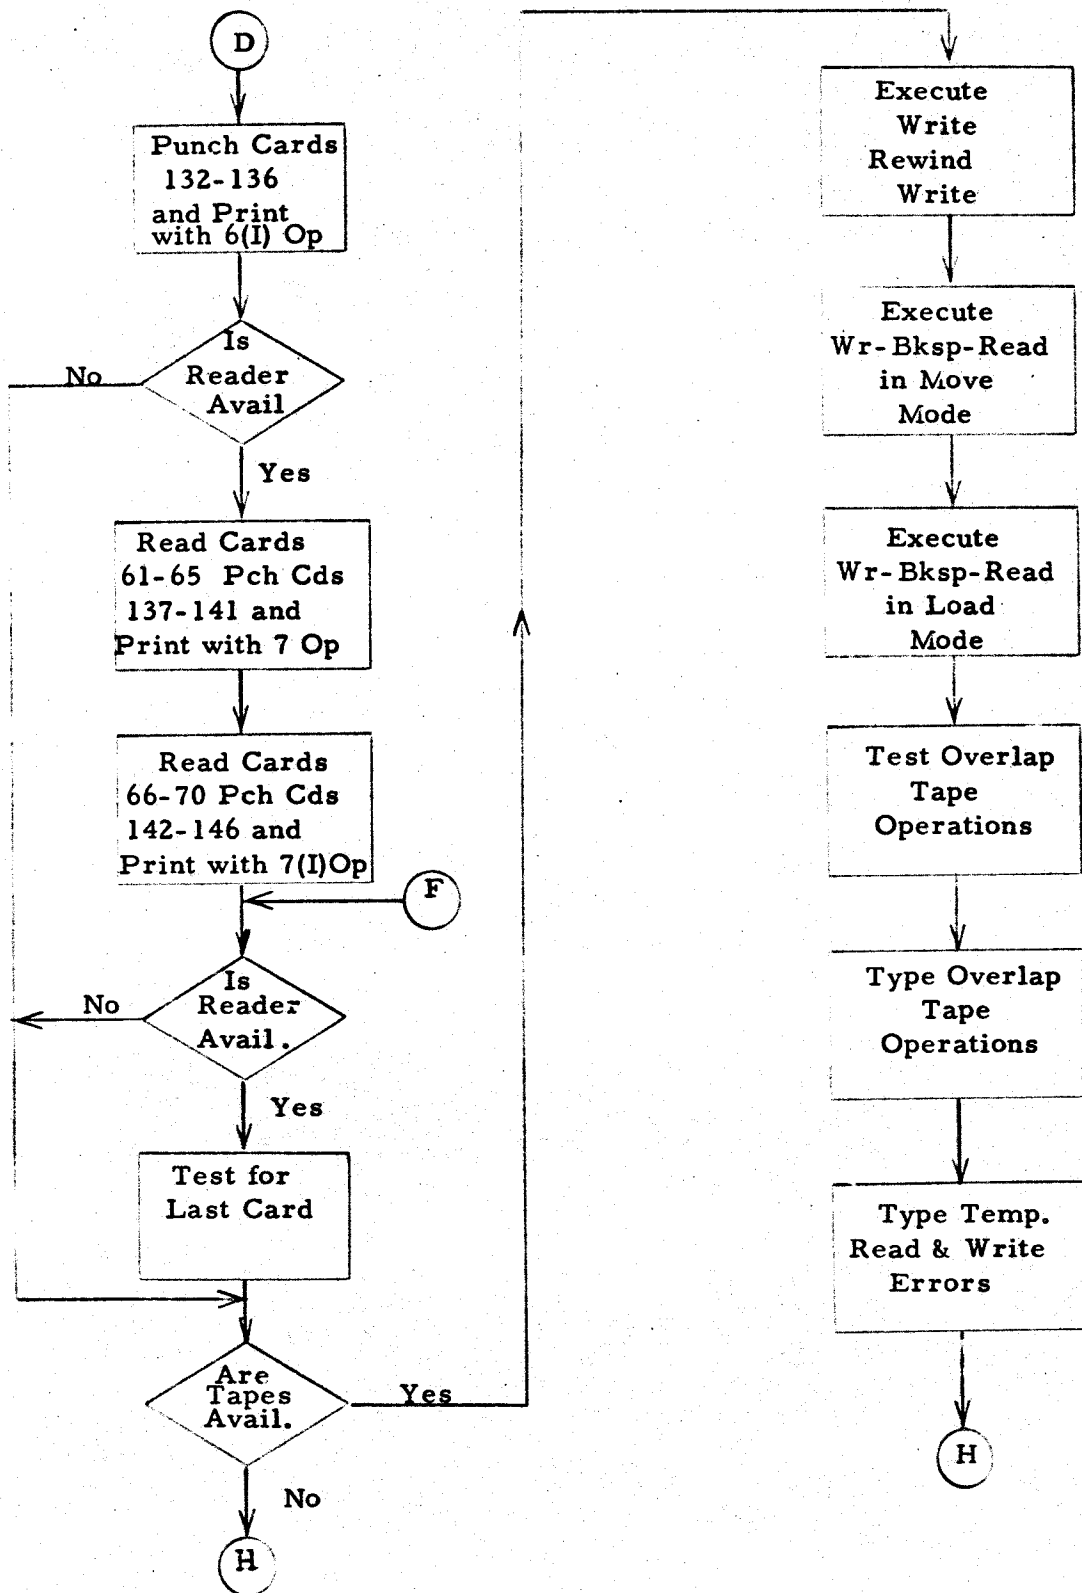 D
Punch Cards
132-136
and Print
with 6(I) Op
Is
Reader
Avail
No
Yes
Read Cards
61-65 Pch Cds
137-141 and
Print with 7 Op
Read Cards
66-70 Pch Cds
142-146 and
Print with 7(I)Op
F
Is
Reader
Avail.
No
Yes
Test for
Last Card
Are
Tapes
Avail.
Yes
No
H
Execute
Write
Rewind
Write
Execute
Wr-Bksp-Read
in Move
Mode
Execute
Wr-Bksp-Read
in Load
Mode
Test Overlap
Tape
Operations
Type Overlap
Tape
Operations
Type Temp.
Read & Write
Errors
H